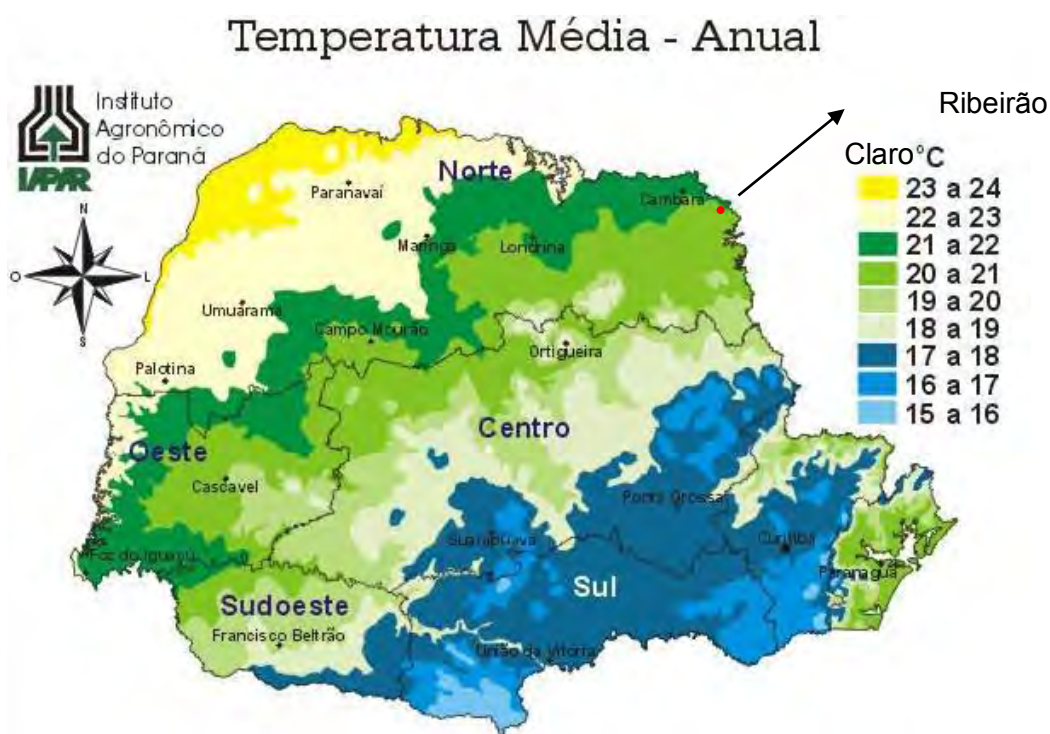 Temperatura Média - Anual
Instituto
Agronômico
do Paraná
IAPAR
Ribeirão
Claro °C
23 a 24
22 a 23
21 a 22
20 a 21
19 a 20
18 a 19
17 a 18
16 a 17
15 a 16
N
O
L
S
Norte
Paranavaí
Cambará
Maringá
Londrina
Umuarama
Campo Mourão
Ortigueira
Palotina
Centro
Oeste
Cascavel
Ponta Grossa
Guarapuava
Curitiba
Foz do Iguaçu
Paranaguá
Sul
Sudoeste
Francisco Beltrão
União da Vitória